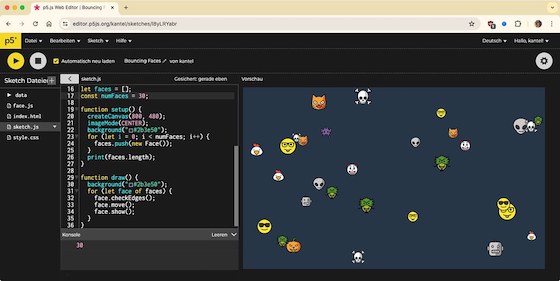 p5.js Web Editor | Bouncing F
editor.p5js.org/kantel/sketches/l8yLRYabr
p5*
Datei
Bearbeiten
Sketch
Hilfe
Deutsch
Hallo, kantel!
Automatisch neu laden
Bouncing Faces
von kantel
Sketch Dateien
sketch.js
Gesichert: gerade eben
Vorschau
data
face.js
index.html
sketch.js
style.css
16 let faces = [];
17 const numFaces = 30;
18
19 function setup() {
20 createCanvas(800, 480);
21 imageMode(CENTER);
22 background("#2b3e50");
23 for (let i = 0; i < numFaces; i++) {
24 faces.push(new Face());
25 }
26 print(faces.length);
27 }
28
29 function draw() {
30 background("#2b3e50");
31 for (let face of faces) {
32 face.checkEdges();
33 face.move();
34 face.show();
35 }
36 }
Konsole
Leeren
30